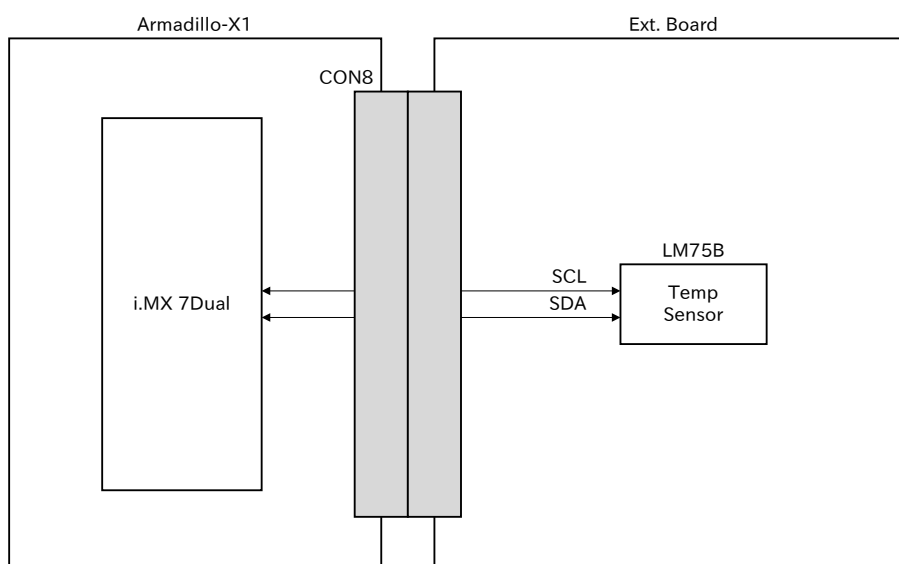 Armadillo-X1
Ext. Board
CON8
LM75B
SCL
SDA
i.MX 7Dual
Temp
Sensor